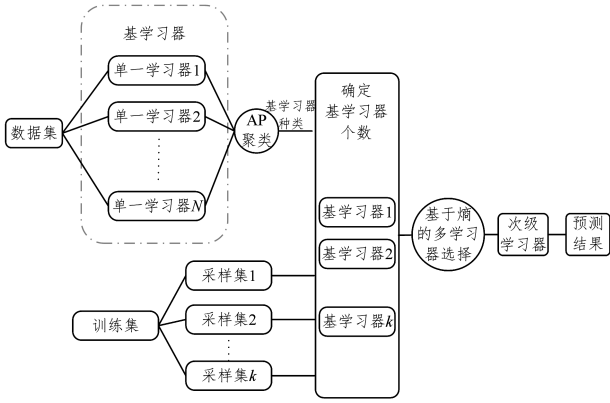 基学习器
单一学习器1
单一学习器2
单一学习器N
数据集
AP
聚类
基学习器
种类
确定
基学习器
个数
基学习器1
基学习器2
基学习器k
训练集
采样集1
采样集2
采样集k
基于熵
的多学习
器选择
次级
学习器
预测
结果